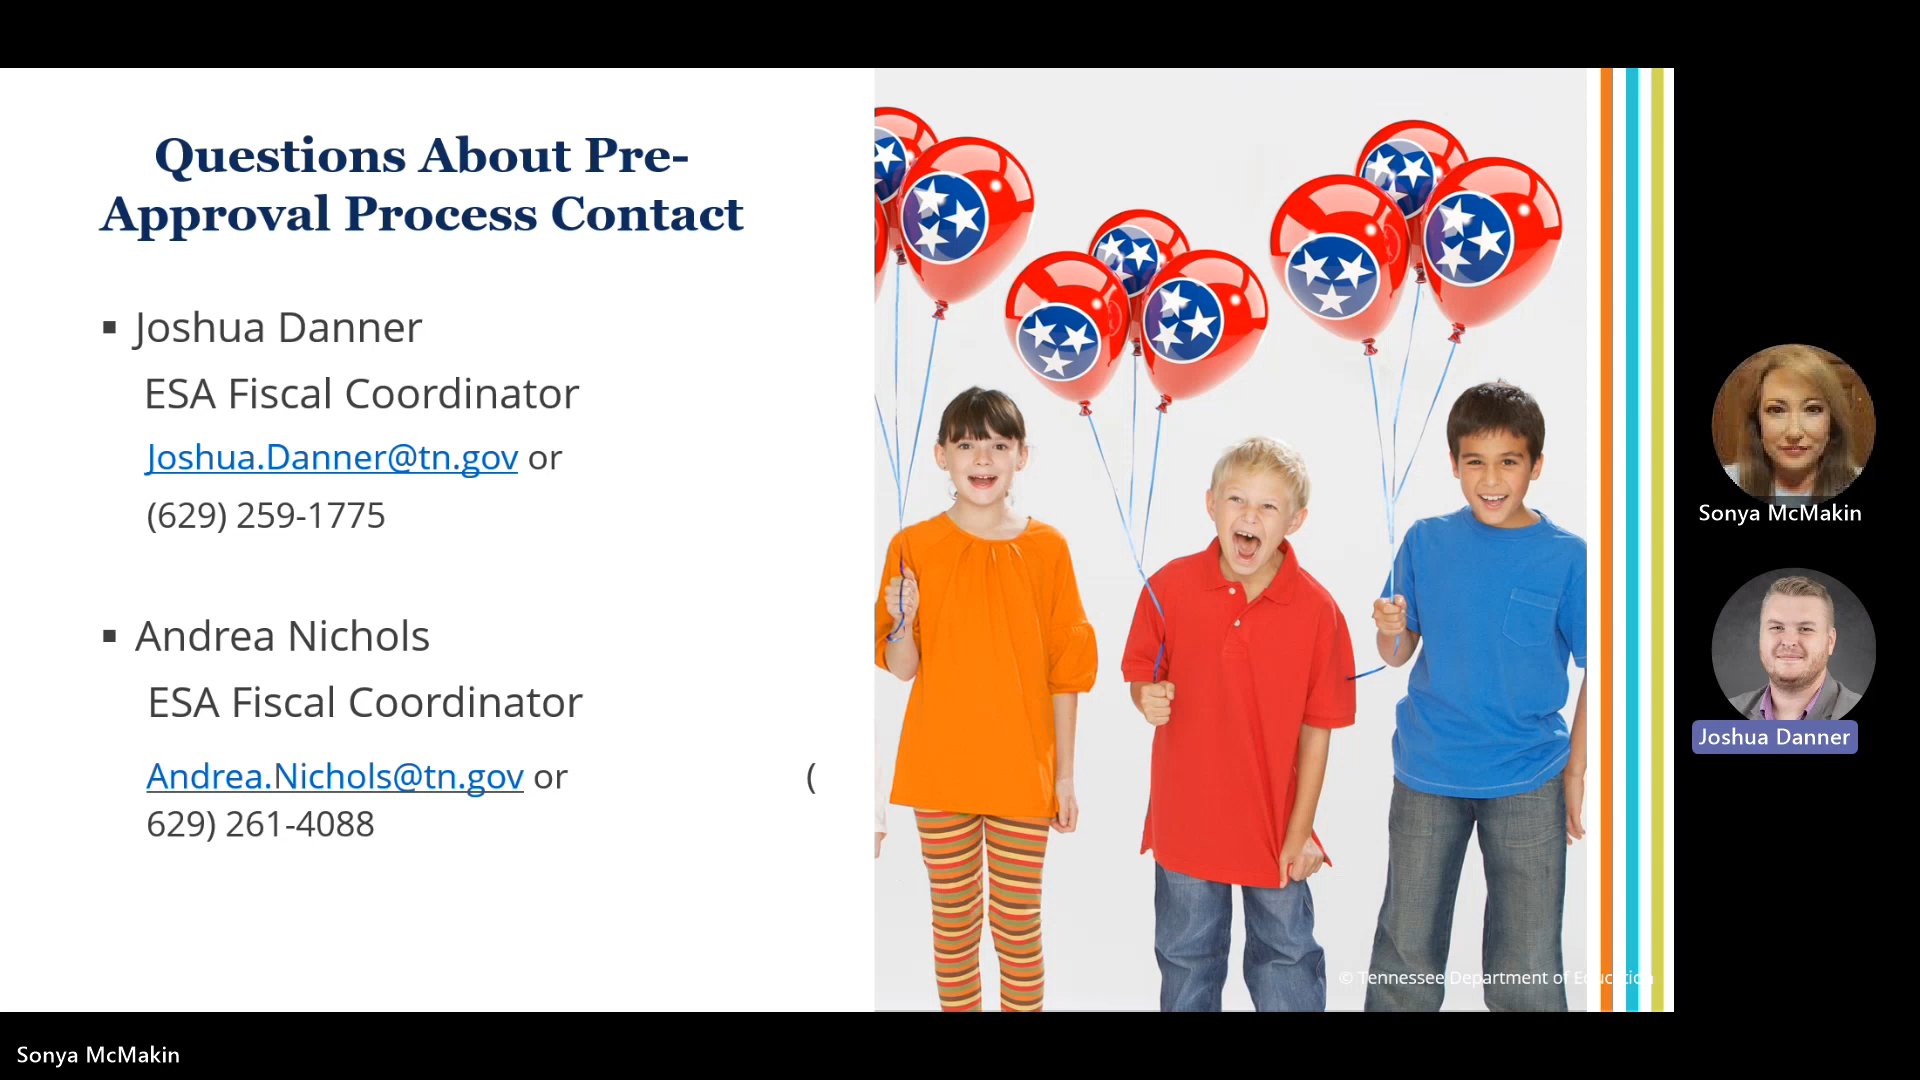 Questions About Pre-
Approval Process Contact
▪ Joshua Danner
ESA Fiscal Coordinator
Joshua.Danner@tn.gov or
(629) 259-1775
▪ Andrea Nichols
ESA Fiscal Coordinator
Andrea.Nichols@tn.gov or (
629) 261-4088
© Tennessee Department of Education
Sonya McMakin
Joshua Danner
Sonya McMakin